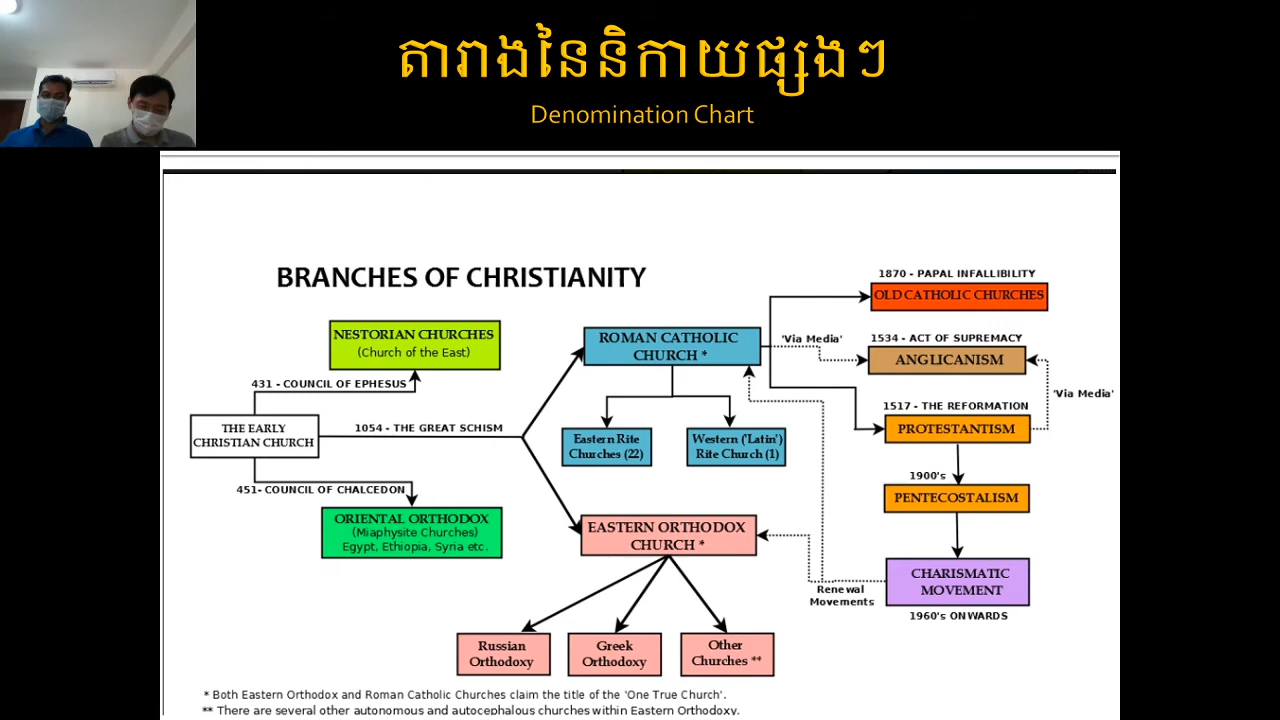 តារាងនៃនិកាយផ្សេងៗ
Denomination Chart
BRANCHES OF CHRISTIANITY
1870 - PAPAL INFALLIBILITY
OLD CATHOLIC CHURCHES
NESTORIAN CHURCHES
(Church of the East)
ROMAN CATHOLIC
CHURCH *
'Via Media'
1534 - ACT OF SUPREMACY
ANGLICANISM
431 - COUNCIL OF EPHESUS
'Via Media'
1517 - THE REFORMATION
THE EARLY
CHRISTIAN CHURCH
1054 - THE GREAT SCHISM
Eastern Rite
Churches (22)
Western ('Latin')
Rite Church (1)
PROTESTANTISM
1900's
451- COUNCIL OF CHALCEDON
PENTECOSTALISM
ORIENTAL ORTHODOX
(Miaphysite Churches)
Egypt, Ethiopia, Syria etc.
EASTERN ORTHODOX
CHURCH *
CHARISMATIC
MOVEMENT
Renewal
Movements
1960's ONWARDS
Russian
Orthodoxy
Greek
Orthodoxy
Other
Churches **
* Both Eastern Orthodox and Roman Catholic Churches claim the title of the 'One True Church'.
** There are several other autonomous and autocephalous churches within Eastern Orthodoxy.